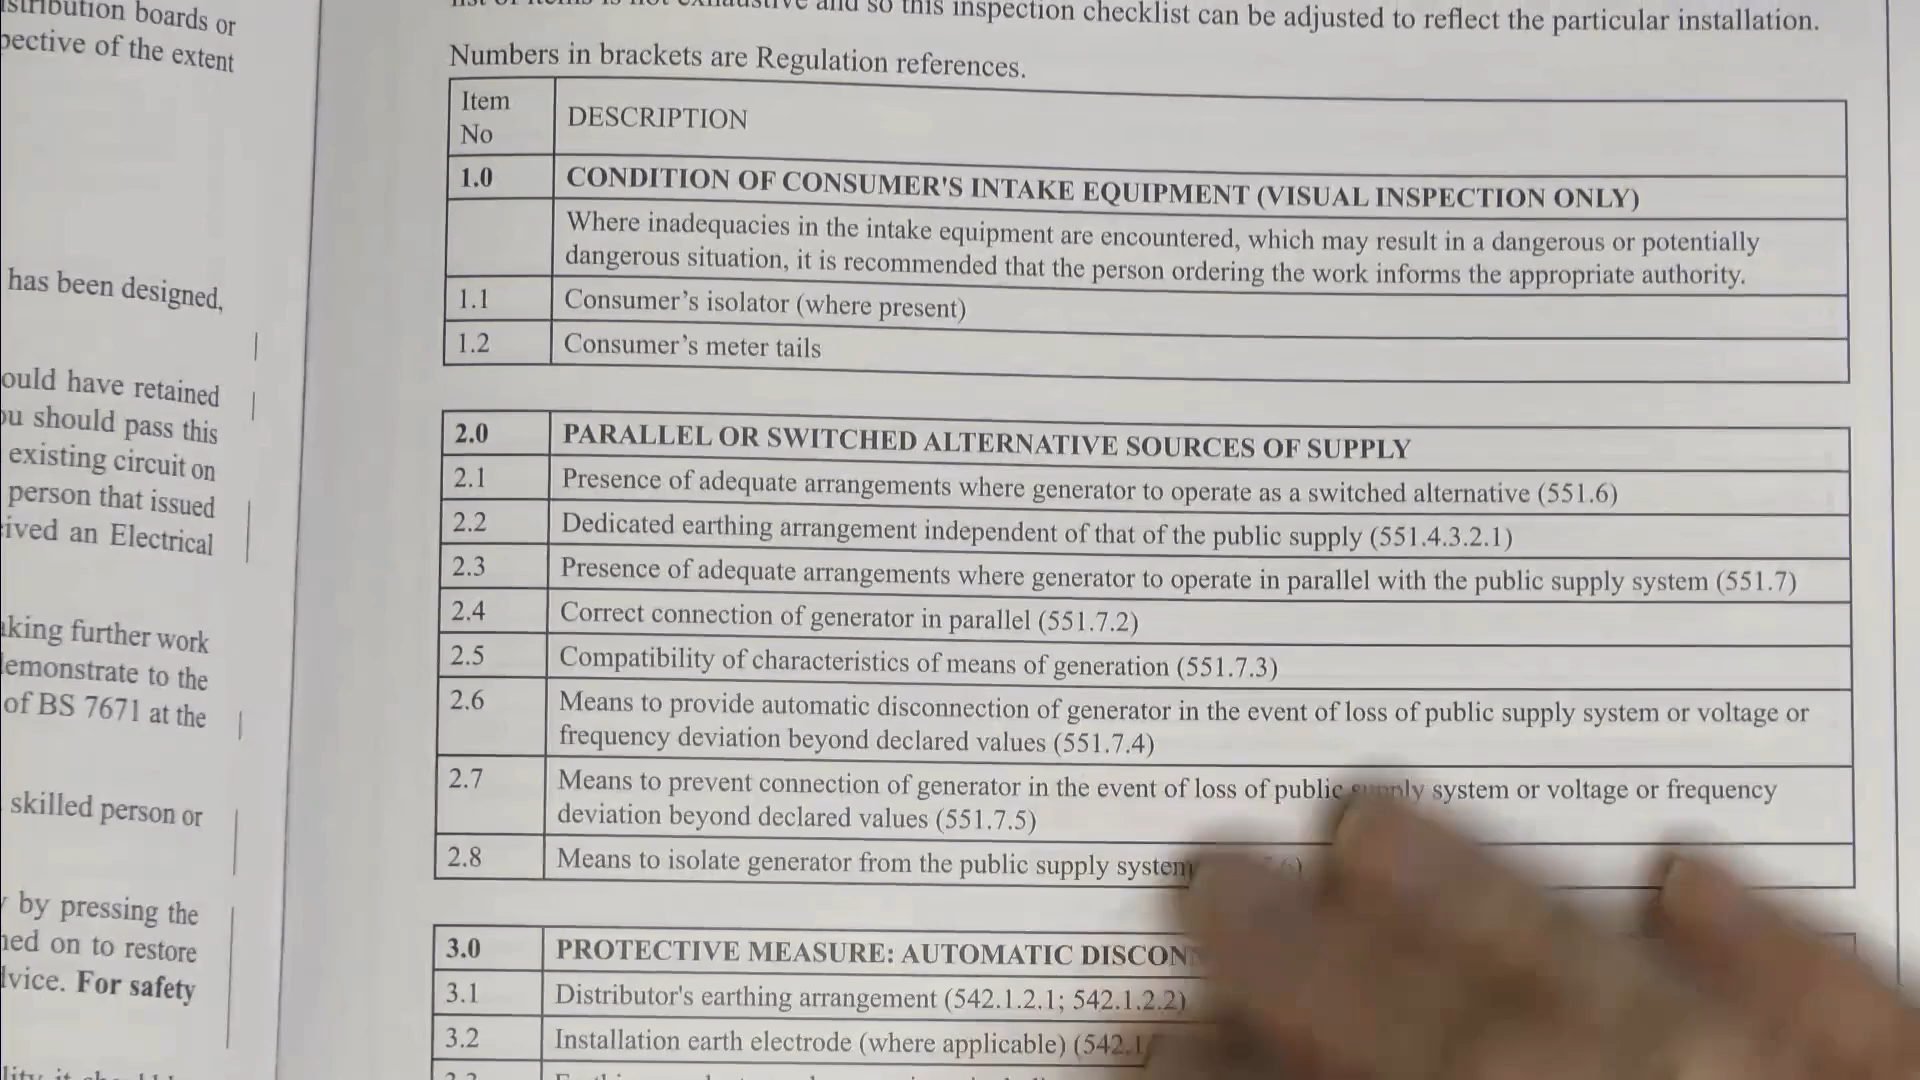 stribution boards or
pective of the extent
has been designed,
ould have retained
ou should pass this
existing circuit on
person that issued
ived an Electrical
aking further work
demonstrate to the
of BS 7671 at the
skilled person or
by pressing the
ned on to restore
dvice. For safety
list of items is not exhaustive and so this inspection checklist can be adjusted to reflect the particular installation.
Numbers in brackets are Regulation references.
Item
No
DESCRIPTION
1.0 CONDITION OF CONSUMER'S INTAKE EQUIPMENT (VISUAL INSPECTION ONLY)
Where inadequacies in the intake equipment are encountered, which may result in a dangerous or potentially
dangerous situation, it is recommended that the person ordering the work informs the appropriate authority.
1.1 Consumer’s isolator (where present)
1.2 Consumer’s meter tails
2.0 PARALLEL OR SWITCHED ALTERNATIVE SOURCES OF SUPPLY
2.1 Presence of adequate arrangements where generator to operate as a switched alternative (551.6)
2.2 Dedicated earthing arrangement independent of that of the public supply (551.4.3.2.1)
2.3 Presence of adequate arrangements where generator to operate in parallel with the public supply system (551.7)
2.4 Correct connection of generator in parallel (551.7.2)
2.5 Compatibility of characteristics of means of generation (551.7.3)
2.6 Means to provide automatic disconnection of generator in the event of loss of public supply system or voltage or
frequency deviation beyond declared values (551.7.4)
2.7 Means to prevent connection of generator in the event of loss of public supply system or voltage or frequency
deviation beyond declared values (551.7.5)
2.8 Means to isolate generator from the public supply system
3.0 PROTECTIVE MEASURE: AUTOMATIC DISCON
3.1 Distributor's earthing arrangement (542.1.2.1; 542.1.2.2)
3.2 Installation earth electrode (where applicable) (542.1